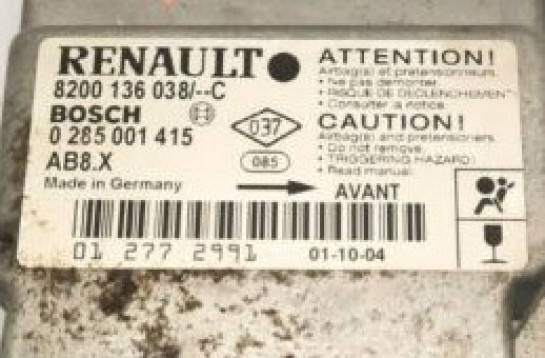 RENAULT
8200 136 038/--C
BOSCH
0 285 001 415
AB8.X
Made in Germany
037
085
AVANT
ATTENTION!
Airbag(s) et pretensionneurs.
• Ne pas demonter.
• RISQUE DE DECLENCHEMENT
• Consulter la notice.
CAUTION!
Airbag(s) and pretensioners.
• Do not remove.
• TRIGGERING HAZARD!
• Read manual.
01 277 2991
01-10-04